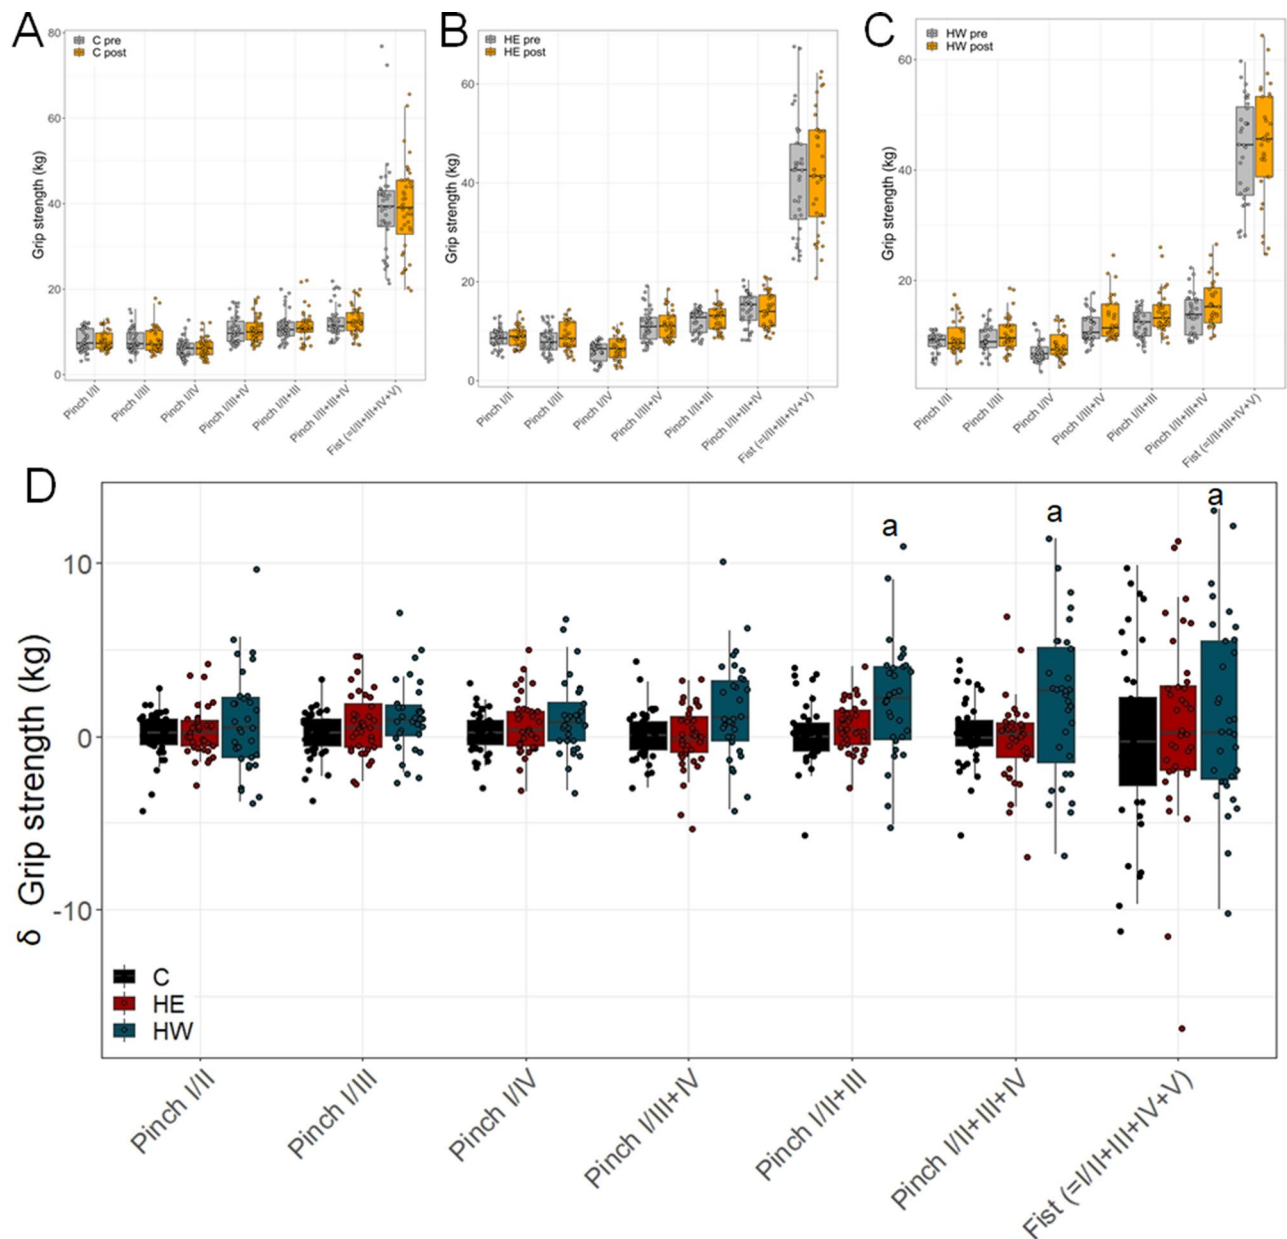 A
C pre
C post
Grip strength (kg)
80
60
40
20
0
Pinch I/II
Pinch I/III
Pinch I/IV
Pinch I/III+IV
Pinch I/II+III
Pinch I/II+III+IV
Fist (=I/II+III+IV+V)
B
HE pre
HE post
Grip strength (kg)
60
40
20
0
Pinch I/II
Pinch I/III
Pinch I/IV
Pinch I/III+IV
Pinch I/II+III
Pinch I/II+III+IV
Fist (=I/II+III+IV+V)
C
HW pre
HW post
Grip strength (kg)
60
40
20
Pinch I/II
Pinch I/III
Pinch I/IV
Pinch I/III+IV
Pinch I/II+III
Pinch I/II+III+IV
Fist (=I/II+III+IV+V)
D
δ Grip strength (kg)
10
0
-10
a
a
a
C
HE
HW
Pinch I/II
Pinch I/III
Pinch I/IV
Pinch I/III+IV
Pinch I/II+III
Pinch I/II+III+IV
Fist (=I/II+III+IV+V)